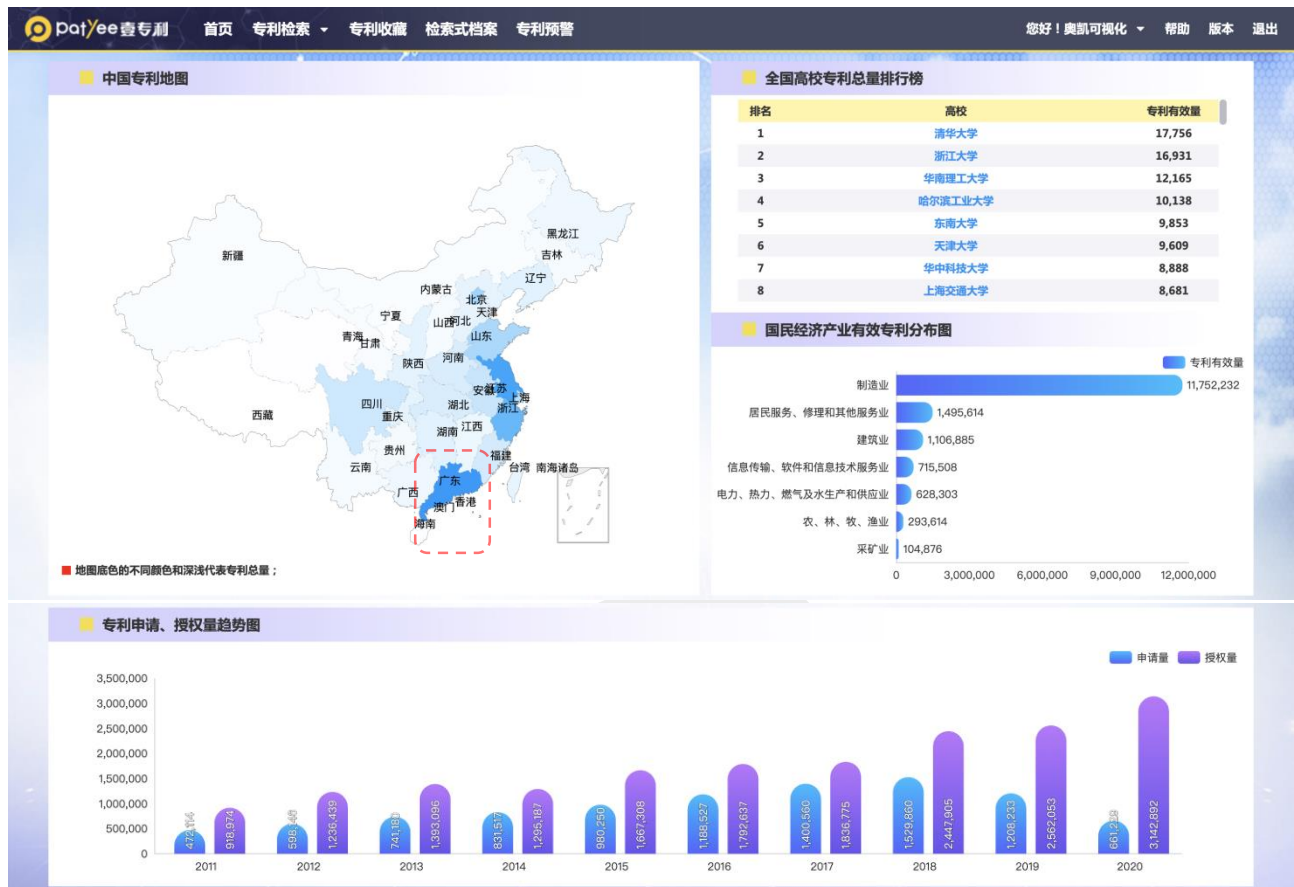 patyee壹专利 首页 专利检索 专利收藏 检索式档案 专利预警 您好！奥凯可视化 帮助 版本 退出
中国专利地图
黑龙江
吉林
新疆
辽宁
内蒙古
北京
天津
宁夏
山西
河北
青海
甘肃
山东
陕西
河南
安徽
江苏
上海
四川
湖北
浙江
西藏
重庆
湖南
江西
贵州
福建
云南
台湾
南海诸岛
广东
广西
香港
澳门
海南
地图底色的不同颜色和深浅代表专利总量；
全国高校专利总量排行榜
排名 高校 专利有效量
1 清华大学 17,756
2 浙江大学 16,931
3 华南理工大学 12,165
4 哈尔滨工业大学 10,138
5 东南大学 9,853
6 天津大学 9,609
7 华中科技大学 8,888
8 上海交通大学 8,681
国民经济产业有效专利分布图
专利有效量
制造业 11,752,232
居民服务、修理和其他服务业 1,495,614
建筑业 1,106,885
信息传输、软件和信息技术服务业 715,508
电力、热力、燃气及水生产和供应业 628,303
农、林、牧、渔业 293,614
采矿业 104,876
0 3,000,000 6,000,000 9,000,000 12,000,000
专利申请、授权量趋势图
申请量 授权量
3,500,000
3,000,000
2,500,000
2,000,000
1,500,000
1,000,000
500,000
0
472,114 918,974
1,236,439
741,180 1,393,096
831,517 1,295,187
980,250 1,667,308
1,188,527 1,792,637
1,400,560 1,836,775
1,529,860 2,447,905
1,208,233 2,562,053
3,142,892
2011 2012 2013 2014 2015 2016 2017 2018 2019 2020